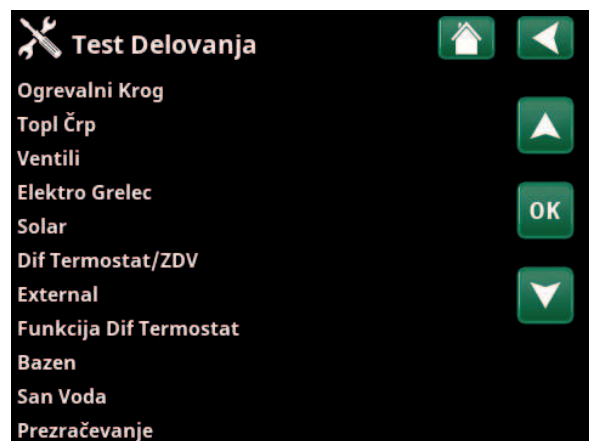 Test Delovanja
Ogrevalni Krog
Topl Črp
Ventili
Elektro Grelec
OK
Solar
Dif Termostat/ZDV
External
Funkcija Dif Termostat
Bazen
San Voda
Prezračevanje